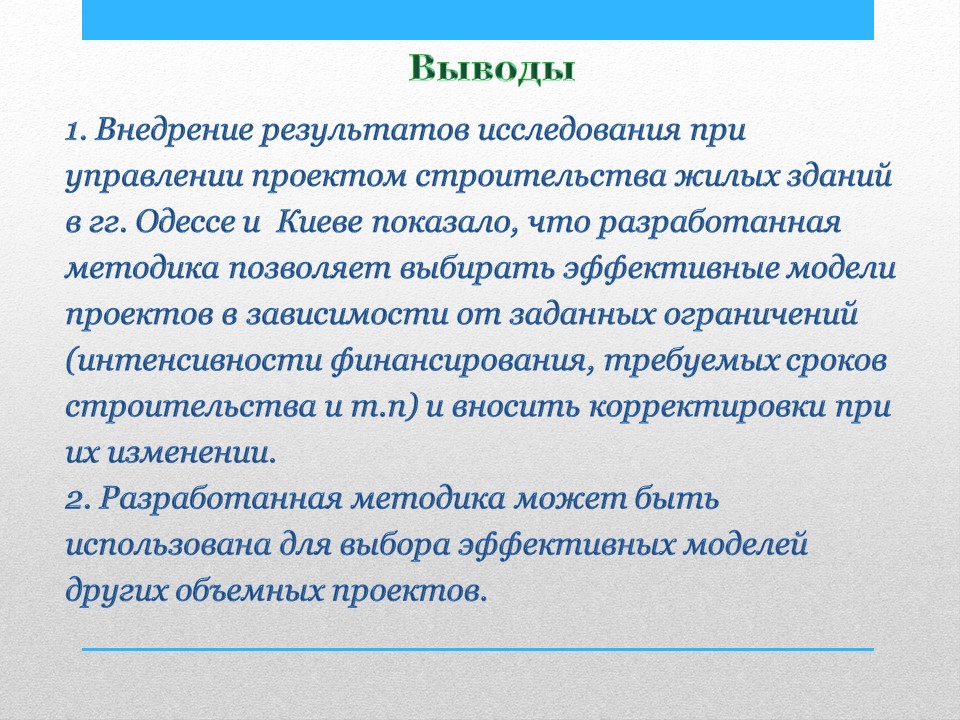 Выводы
1. Внедрение результатов исследования при
управлении проектом строительства жилых зданий
в гг. Одессе и  Киеве показало, что разработанная
методика позволяет выбирать эффективные модели
проектов в зависимости от заданных ограничений
(интенсивности финансирования, требуемых сроков
строительства и т.п) и вносить корректировки при
их изменении.
2. Разработанная методика может быть
использована для выбора эффективных моделей
других объемных проектов.